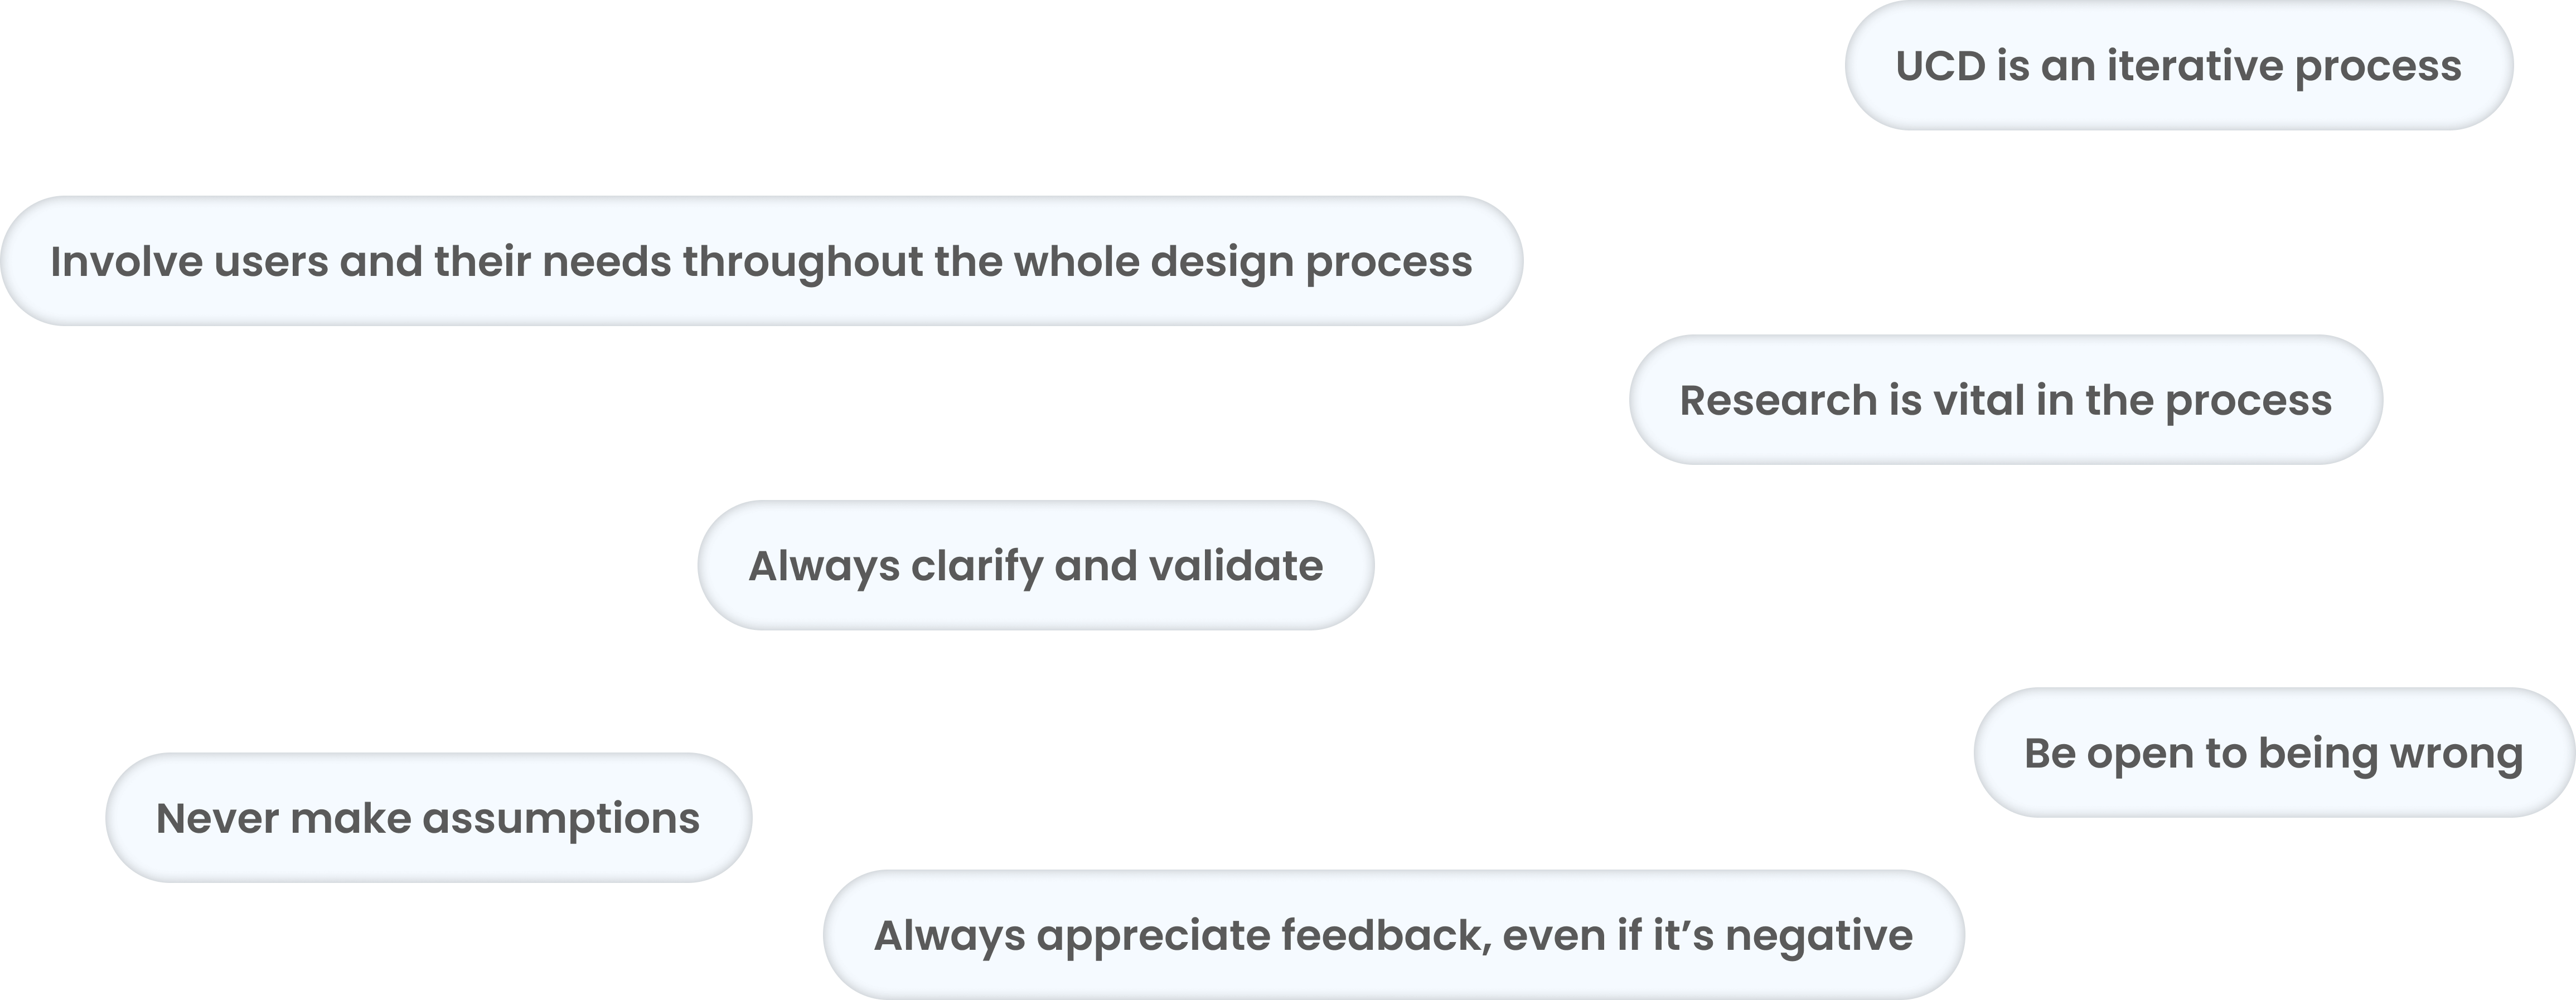 UCD is an iterative process
Involve users and their needs throughout the whole design process
Research is vital in the process
Always clarify and validate
Be open to being wrong
Never make assumptions
Always appreciate feedback, even if it’s negative